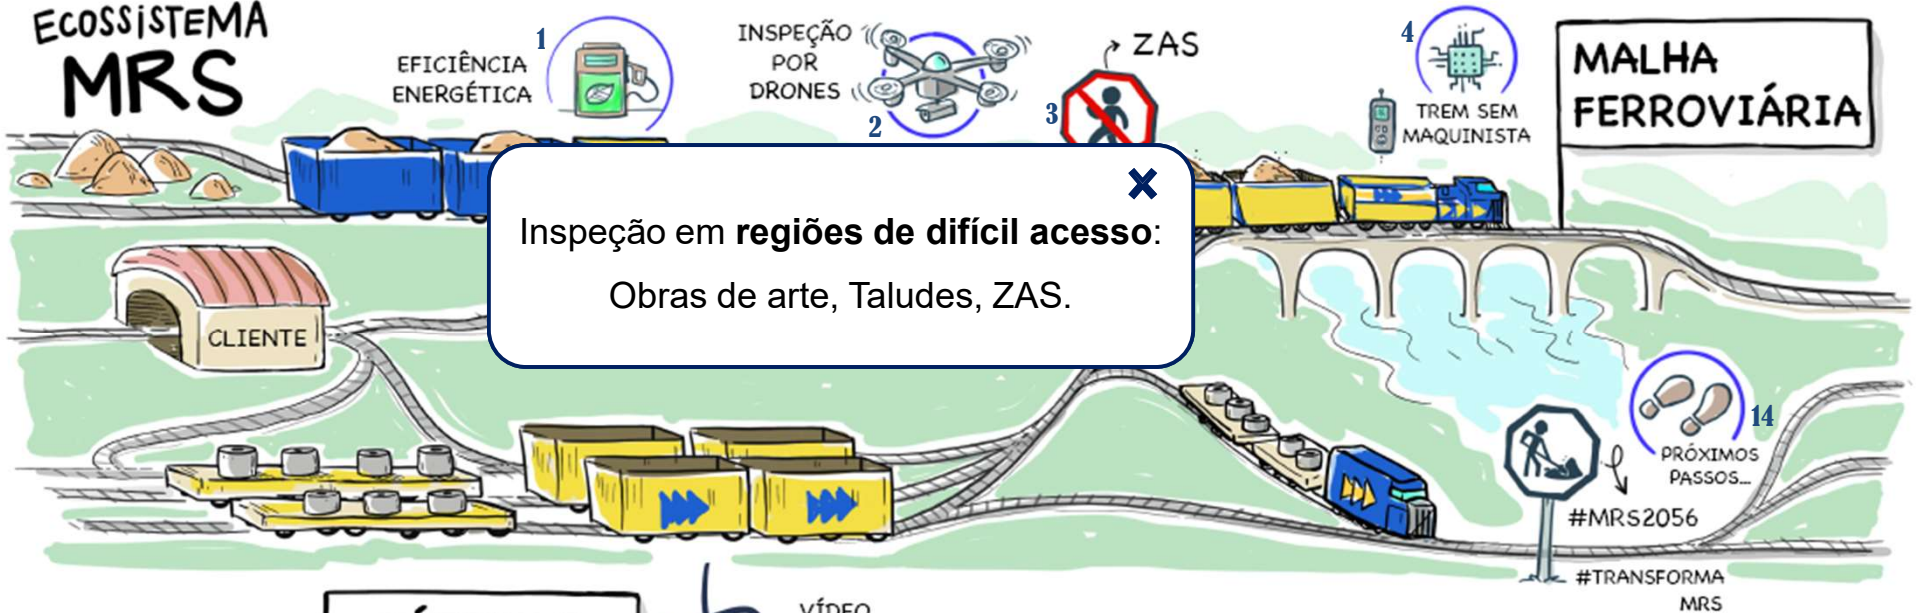 ECOSSISTEMA
MRS
1
EFICIÊNCIA
ENERGÉTICA
INSPEÇÃO
POR
DRONES
2
ZAS
3
4
TREM SEM
MAQUINISTA
MALHA
FERROVIÁRIA
Inspeção em regiões de difícil acesso:
Obras de arte, Taludes, ZAS.
CLIENTE
14
PRÓXIMOS
PASSOS...
#MRS2056
#TRANSFORMA
MRS
VÍDEO